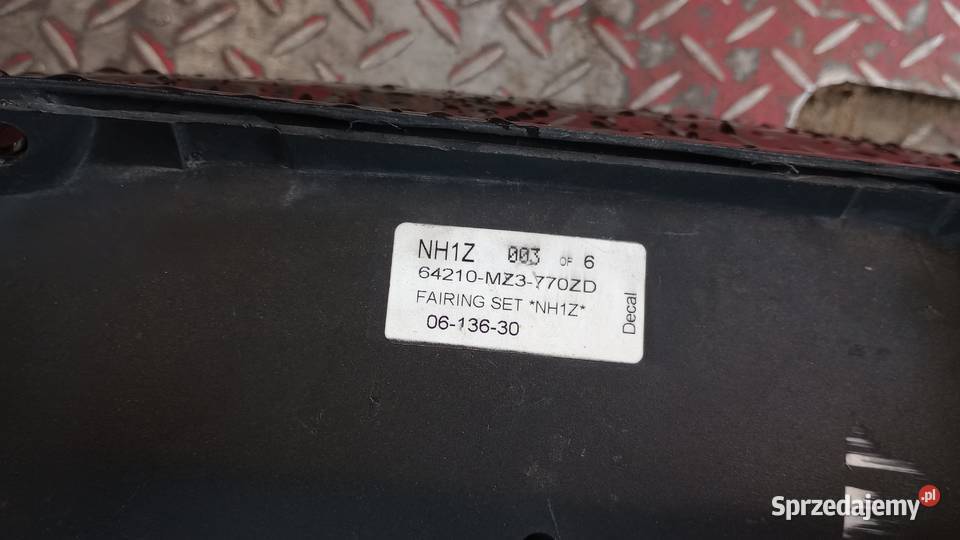 NH1Z 003 OF 6
64210-MZ3-770ZD
FAIRING SET *NH1Z*
06-136-30
Decal
Sprzedajemy.pl